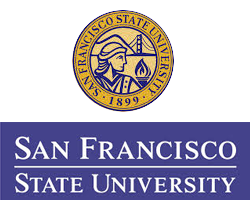 SAN FRANCISCO STATE UNIVERSITY
· 1899 ·
SAN FRANCISCO
STATE UNIVERSITY